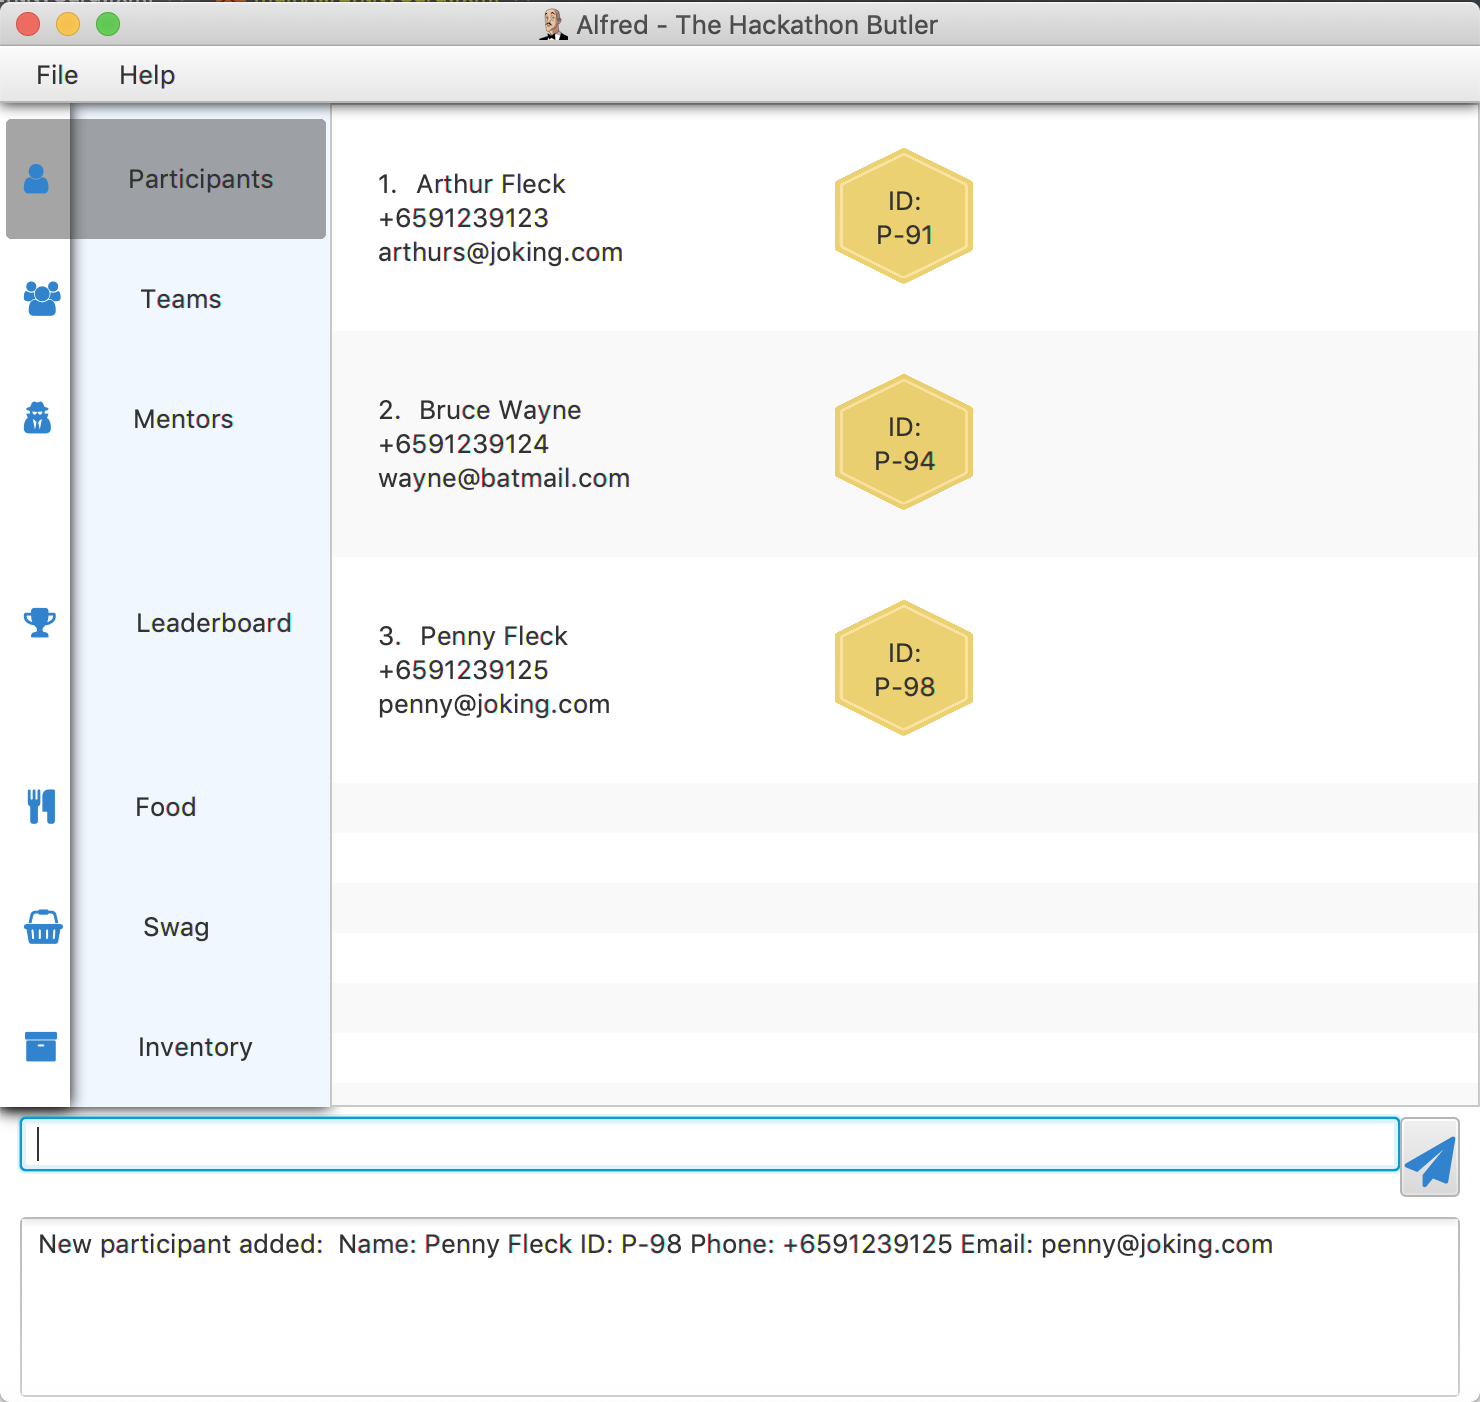 Alfred - The Hackathon Butler
File Help
Participants
Teams
Mentors
Leaderboard
Food
Swag
Inventory
1. Arthur Fleck
+6591239123
arthurs@joking.com
ID:
P-91
2. Bruce Wayne
+6591239124
wayne@batmail.com
ID:
P-94
3. Penny Fleck
+6591239125
penny@joking.com
ID:
P-98
New participant added:  Name: Penny Fleck ID: P-98 Phone: +6591239125 Email: penny@joking.com